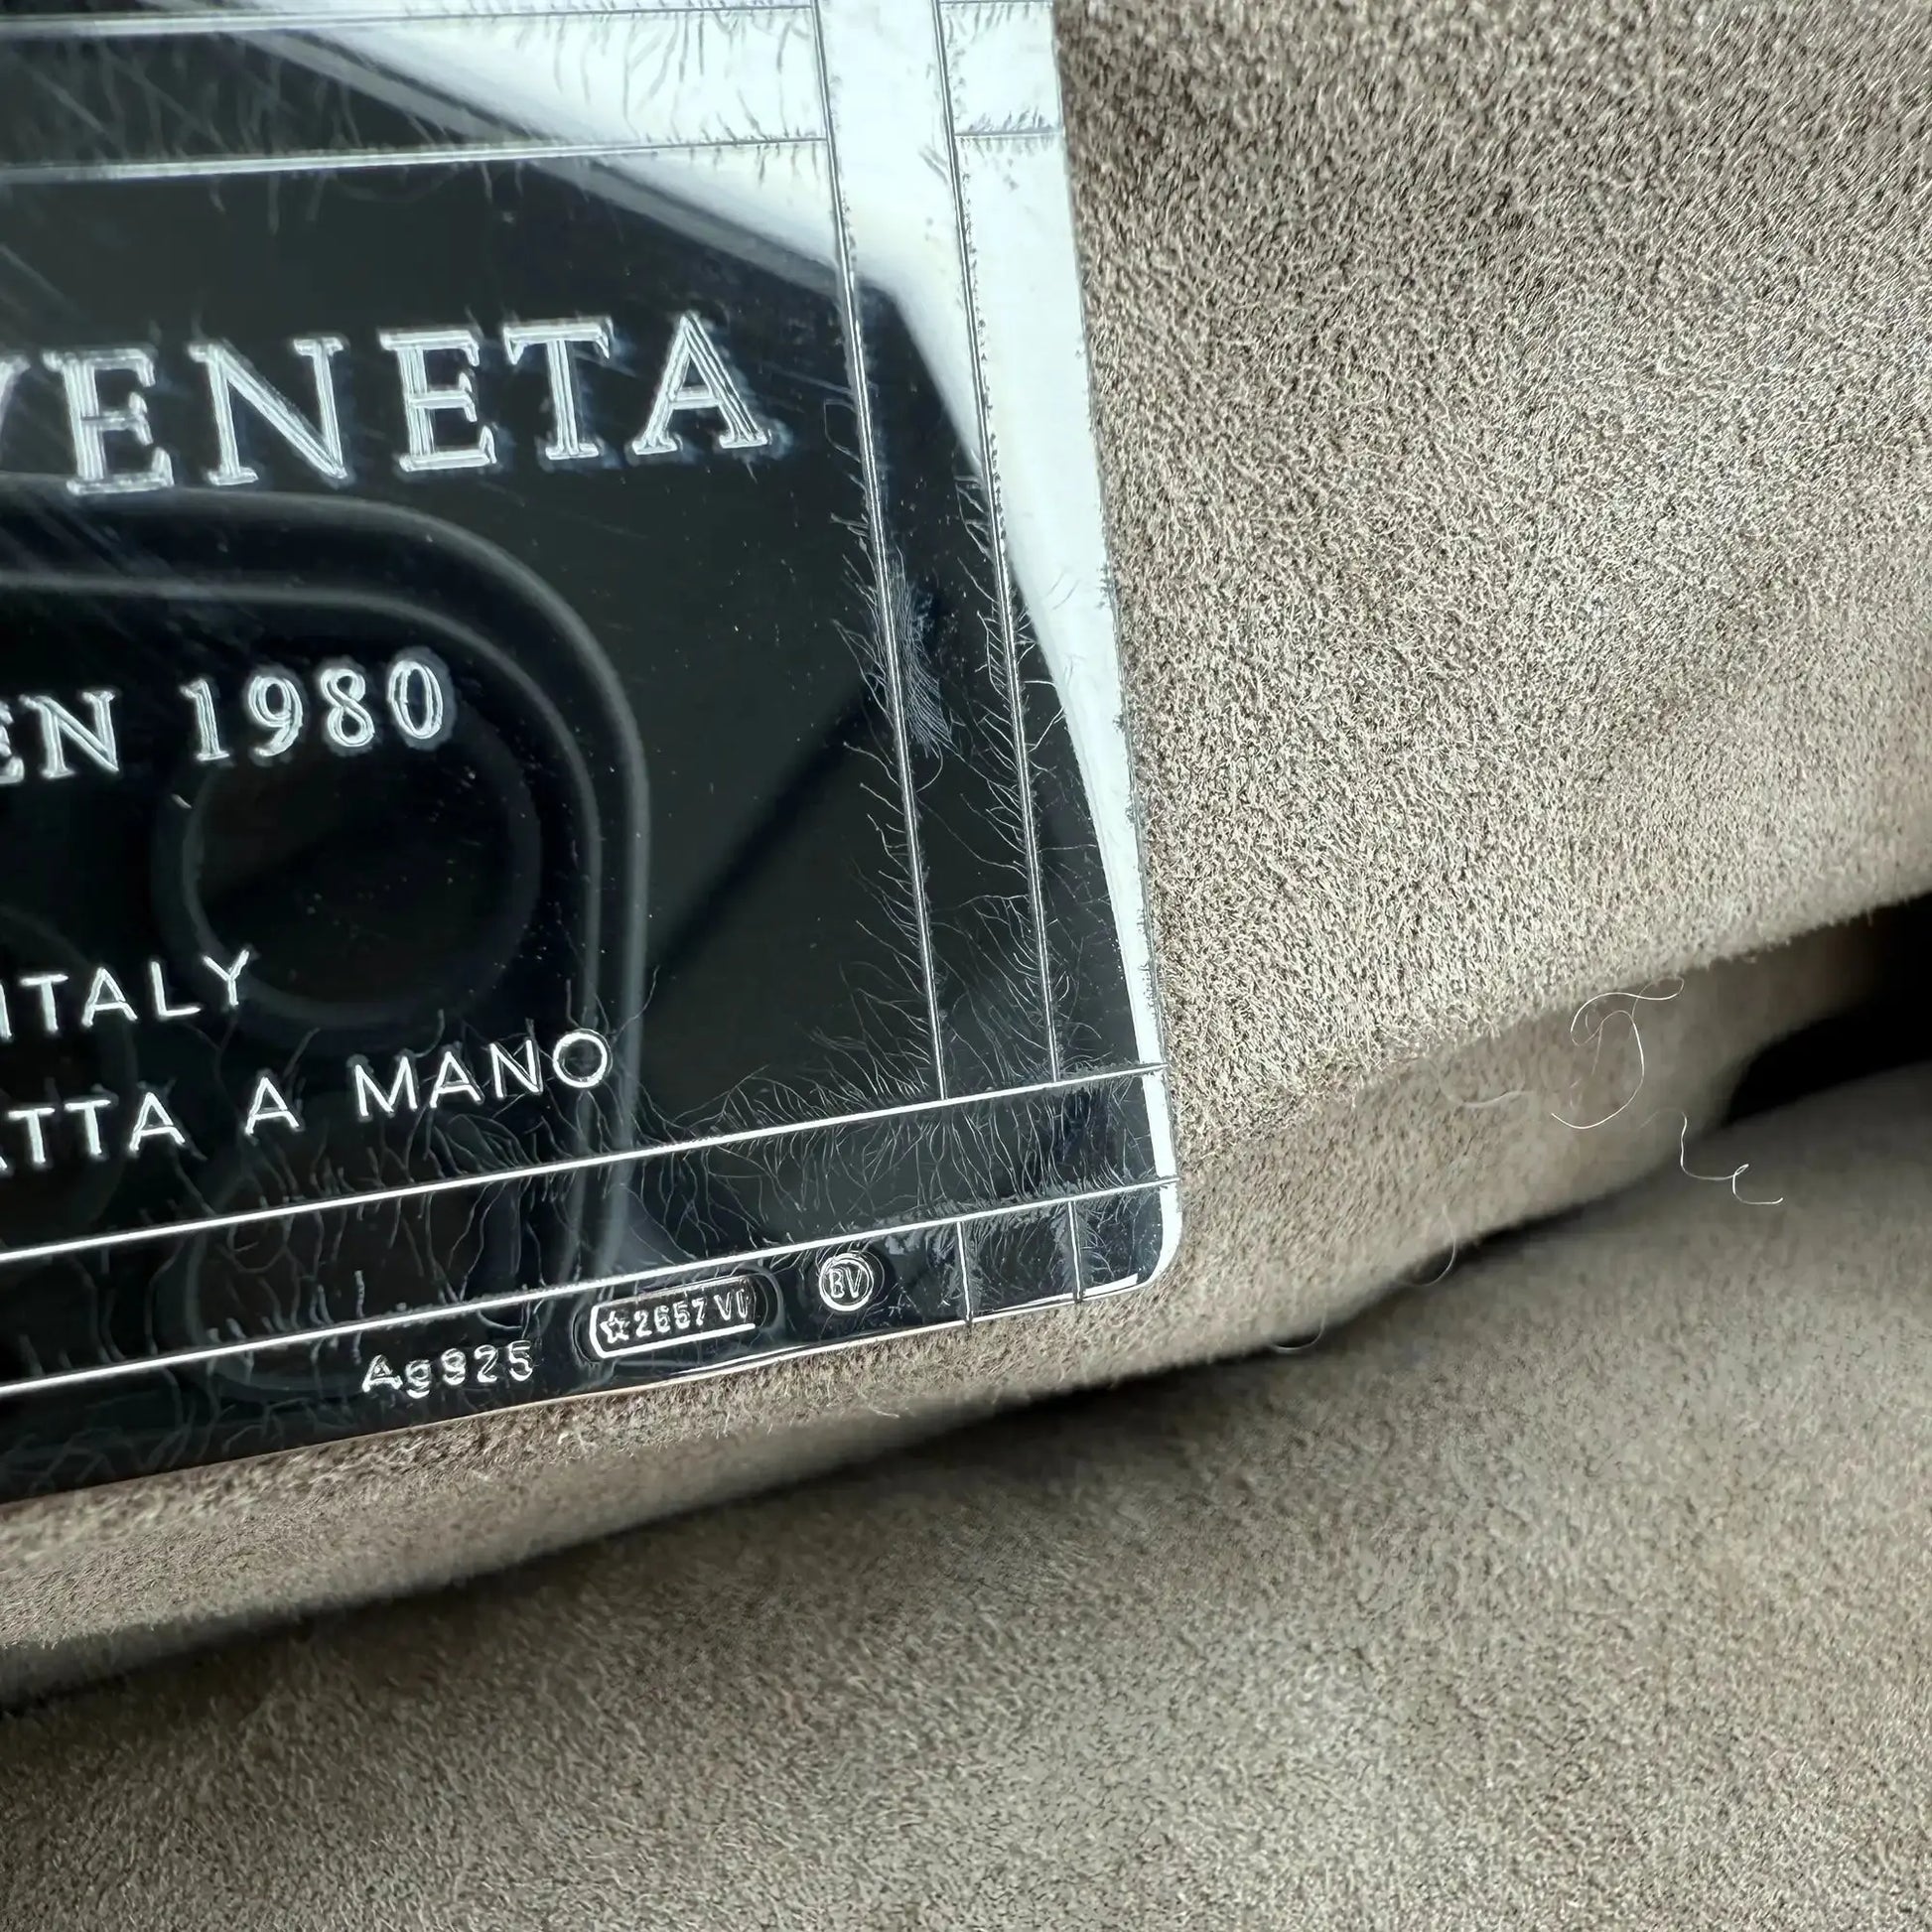 VENETA
EN 1980
ITALY
ATTA A MANO
Ag925 ☆2657 VI BV